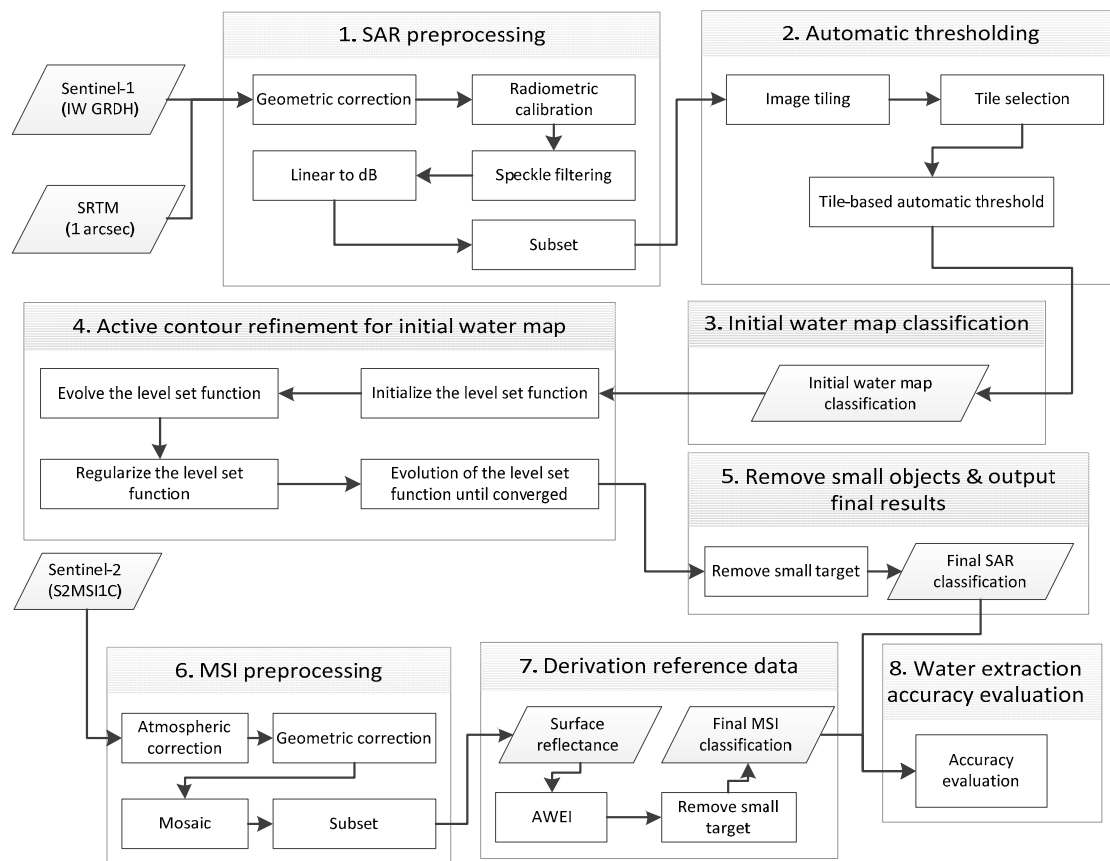 1. SAR preprocessing
Sentinel-1
(IW GRDH)
SRTM
(1 arcsec)
Geometric correction
Radiometric
calibration
Linear to dB
Speckle filtering
Subset
2. Automatic thresholding
Image tiling
Tile selection
Tile-based automatic threshold
3. Initial water map classification
Initial water map
classification
4. Active contour refinement for initial water map
Evolve the level set function
Initialize the level set function
Regularize the level set
function
Evolution of the level set
function until converged
5. Remove small objects & output
final results
Remove small target
Final SAR
classification
Sentinel-2
(S2MSI1C)
6. MSI preprocessing
Atmospheric
correction
Geometric correction
Mosaic
Subset
7. Derivation reference data
Surface
reflectance
Final MSI
classification
AWEI
Remove small
target
8. Water extraction
accuracy evaluation
Accuracy
evaluation